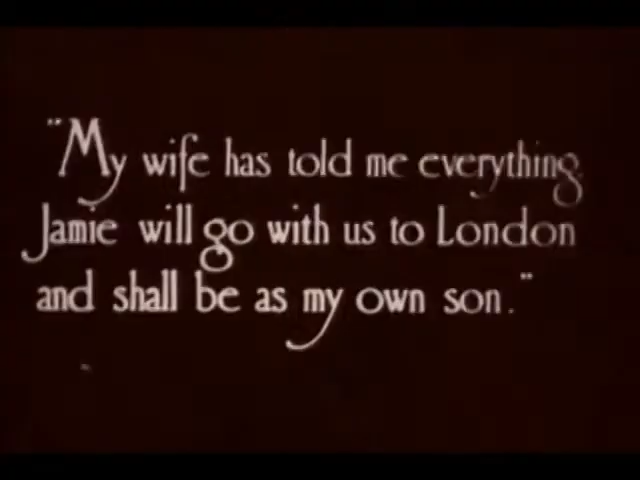 "My wife has told me everything.
Jamie will go with us to London
and shall be as my own son."